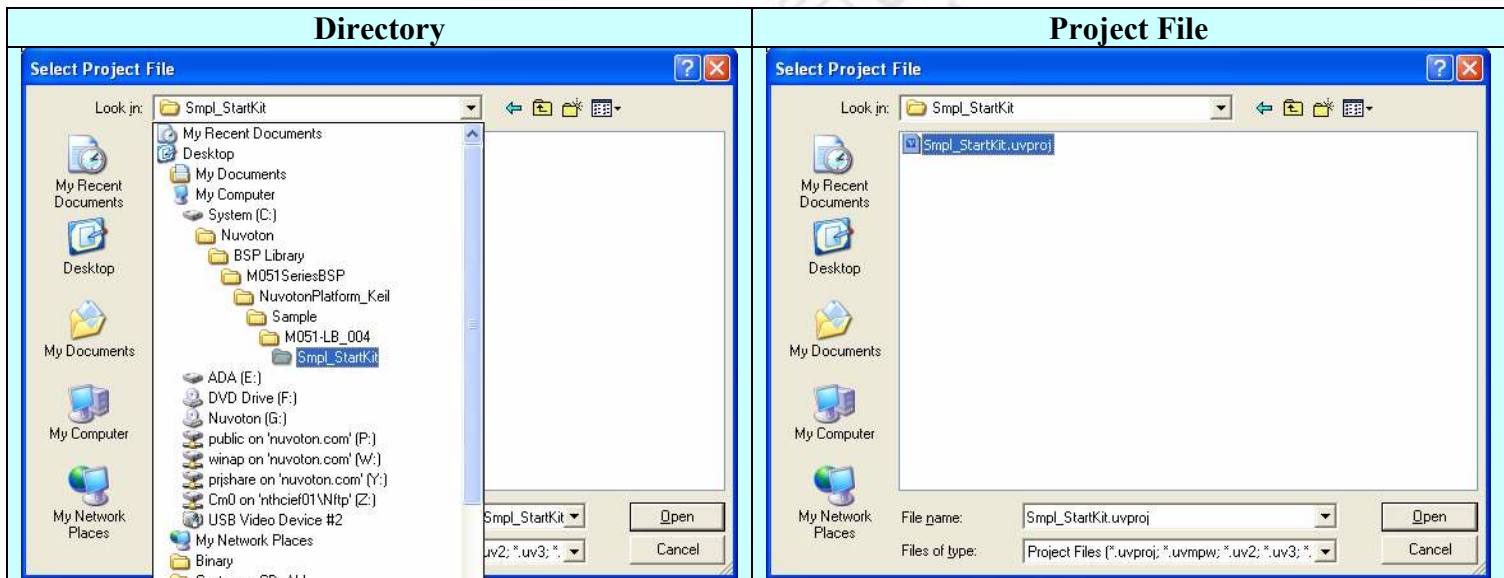 Directory
Project File
Select Project File
Look in: Smpl_StartKit
My Recent Documents
Desktop
My Documents
My Computer
System (C:)
Nuvoton
BSP Library
M051SeriesBSP
NuvotonPlatform_Keil
Sample
M051-LB_004
Smpl_StartKit
ADA (E:)
DVD Drive (F:)
Nuvoton (G:)
public on 'nuvoton.com' (P:)
winap on 'nuvoton.com' (W:)
prjshare on 'nuvoton.com' (Y:)
Cm0 on 'nthcief01\Nftp' (Z:)
USB Video Device #2
My Network Places
Binary
My Recent
Documents
Desktop
My Documents
My Computer
My Network
Places
Smpl_StartKit
Open
uv2; *.uv3; *.
Cancel
Select Project File
Look in: Smpl_StartKit
Smpl_StartKit.uvproj
My Recent
Documents
Desktop
My Documents
My Computer
My Network
Places
File name: Smpl_StartKit.uvproj
Open
Files of type: Project Files (*.uvproj; *.uvmpw; *.uv2; *.uv3; *.
Cancel